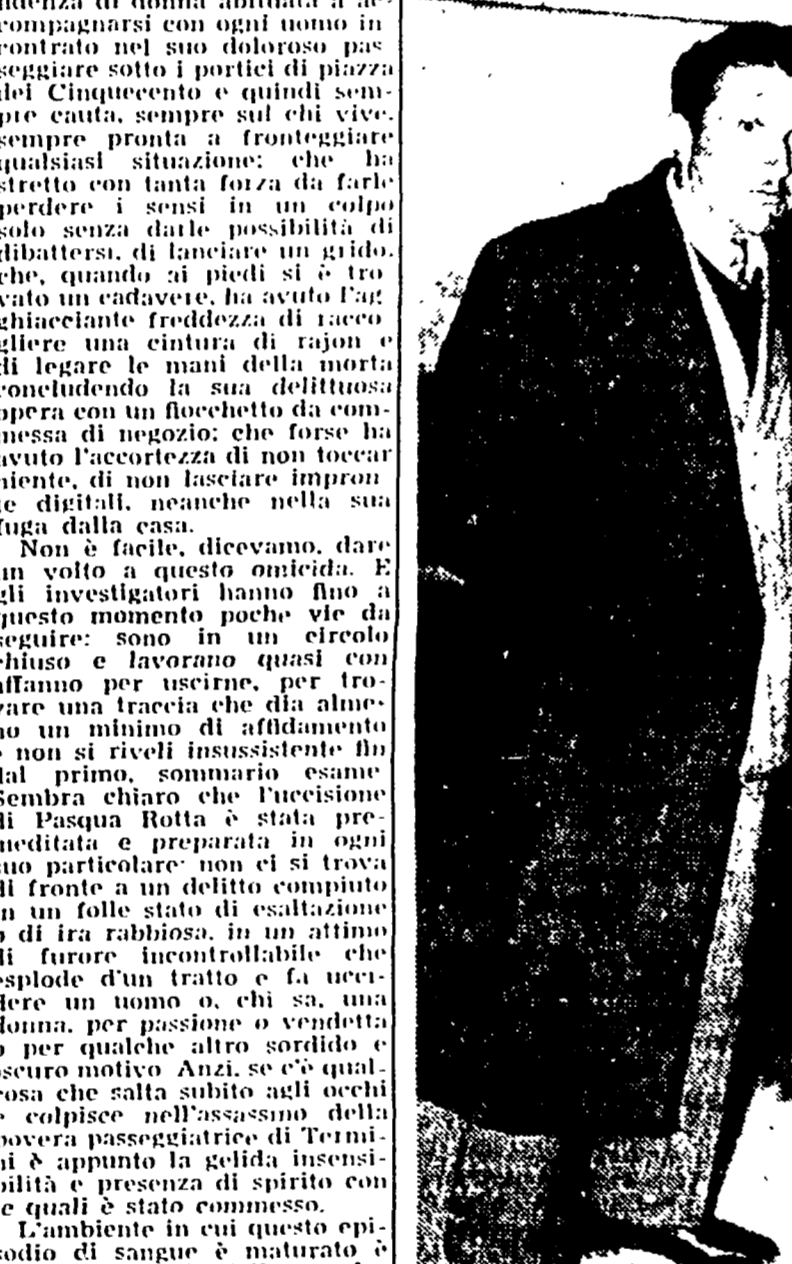 compagnarsi con ogni uomo in
contrato nel suo doloroso pas
seggiare sotto i portici di piazza
dei Cinquecento e quindi sem-
pre cauta, sempre sul chi vive.
sempre pronta a fronteggiare
qualsiasi situazione; che ha
stretto con tanta forza da farle
perdere i sensi in un colpo
solo senza darle possibilità di
dibattersi, di lanciare un grido.
che, quando ai piedi si è tro
vato un cadavere, ha avuto l'ag
ghiacciante freddezza di racco
gliere una cintura di rajon e
di legare le mani della morta
concludendo la sua delittuosa
opera con un fiocchetto da com-
messa di negozio; che forse ha
avuto l'accortezza di non toccar
niente, di non lasciare impron
te digitali, neanche nella sua
fuga dalla casa.
Non è facile, dicevamo, dare
un volto a questo omicida. E
gli investigatori hanno fino a
questo momento poche vie da
seguire: sono in un circolo
chiuso e lavorano quasi con
affanno per uscirne, per tro-
vare una traccia che dia alme-
no un minimo di affidamento
e non si riveli insussistente fin
dal primo, sommario esame
Sembra chiaro che l'uccisione
di Pasqua Rotta è stata pre-
meditata e preparata in ogni
suo particolare: non ci si trova
di fronte a un delitto compiuto
in un folle stato di esaltazione
o di ira rabbiosa, in un attimo
di furore incontrollabile che
esplode d'un tratto e fa ucci-
dere un uomo o, chi sa, una
donna, per passione o vendetta
o per qualche altro sordido e
oscuro motivo Anzi, se c'è qual-
cosa che salta subito agli occhi
e colpisce nell'assassino della
povera passeggiatrice di Termi-
ni è appunto la gelida insensi-
bilità e presenza di spirito con
le quali è stato commesso.
L'ambiente in cui questo epi-
sodio di sangue è maturato è